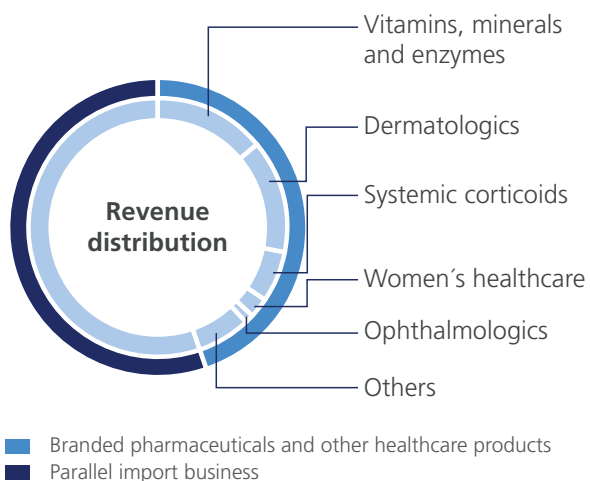 Vitamins, minerals
and enzymes
Dermatologics
Systemic corticoids
Revenue
distribution
Women´s healthcare
Ophthalmologics
Others
Branded pharmaceuticals and other healthcare products
Parallel import business